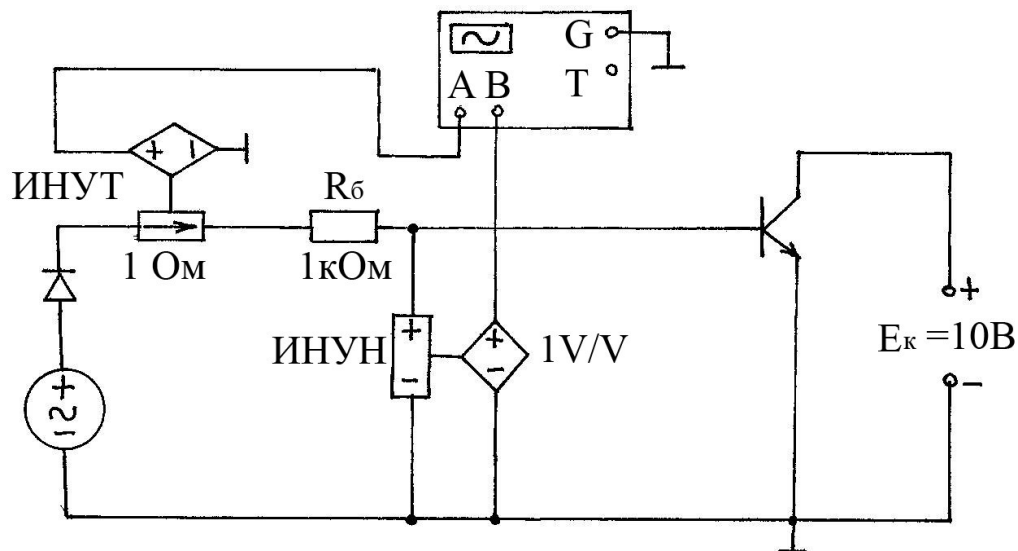 G
T
A B
+ -
ИНУТ
1 Ом
Rб
1кОм
ИНУН
+
-
+
-
1V/V
+
-
Eк =10В
+
-